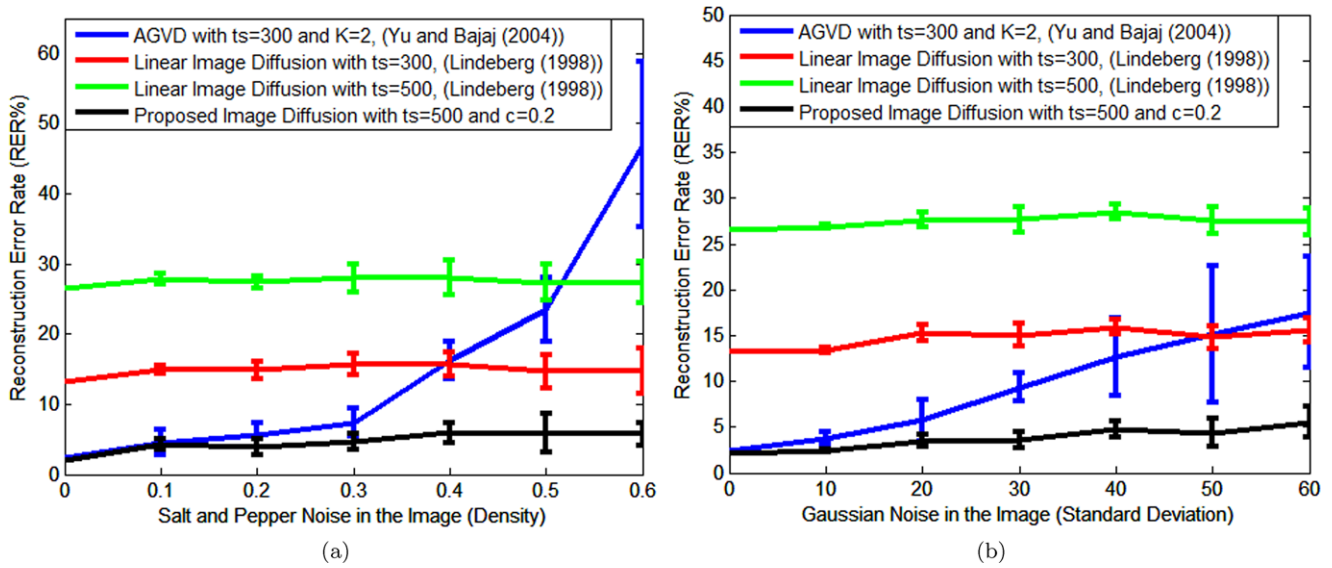 AGVD with ts=300 and K=2, (Yu and Bajaj (2004))
Linear Image Diffusion with ts=300, (Lindeberg (1998))
Linear Image Diffusion with ts=500, (Lindeberg (1998))
Proposed Image Diffusion with ts=500 and c=0.2
Reconstruction Error Rate (RER%)
60
50
40
30
20
10
0
0 0.1 0.2 0.3 0.4 0.5 0.6
Salt and Pepper Noise in the Image (Density)
(a)
AGVD with ts=300 and K=2, (Yu and Bajaj (2004))
Linear Image Diffusion with ts=300, (Lindeberg (1998))
Linear Image Diffusion with ts=500, (Lindeberg (1998))
Proposed Image Diffusion with ts=500 and c=0.2
Reconstruction Error Rate (RER%)
50
45
40
35
30
25
20
15
10
5
0
0 10 20 30 40 50 60
Gaussian Noise in the Image (Standard Deviation)
(b)